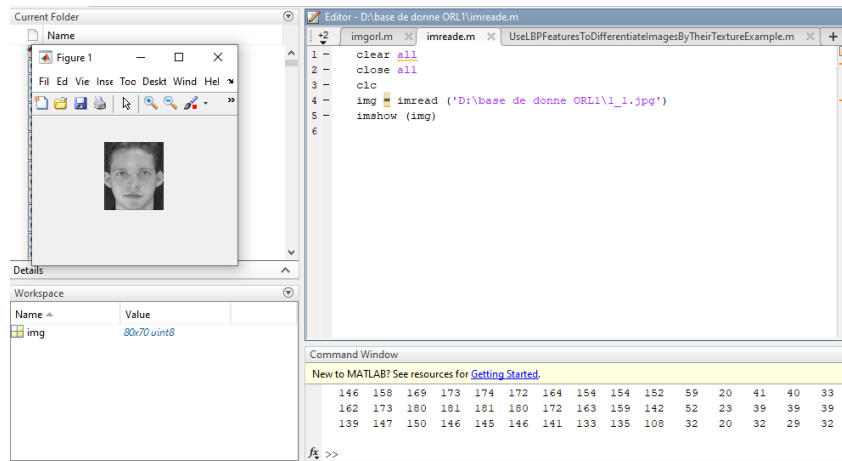 Current Folder
Name
Figure 1
Fil Ed Vie Inse Too Deskt Wind Hel
Details
Workspace
Name Value
img 80x70 uint8
Editor - D:\base de donne ORL1\imreade.m
+2 imgorl.m imreade.m UseLBPFeaturesToDifferentiateImagesByTheirTextureExample.m +
1 - clear all
2 - close all
3 - clc
4 - img = imread ('D:\base de donne ORL1\1_1.jpg')
5 - imshow (img)
6
Command Window
New to MATLAB? See resources for Getting Started.
146 158 169 173 174 172 164 154 154 152 59 20 41 40 33
162 173 180 181 181 180 172 163 159 142 52 23 39 39 39
139 147 150 146 145 146 141 133 135 108 32 20 32 29 32
fx >>